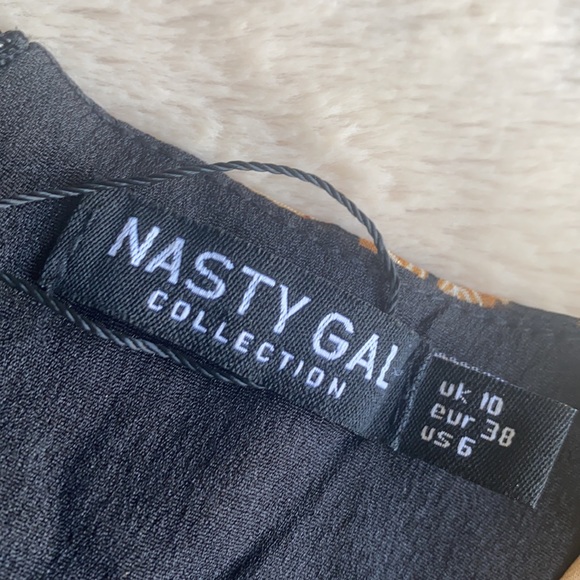 NASTY GAL
COLLECTION
uk 10
eur 38
us 6